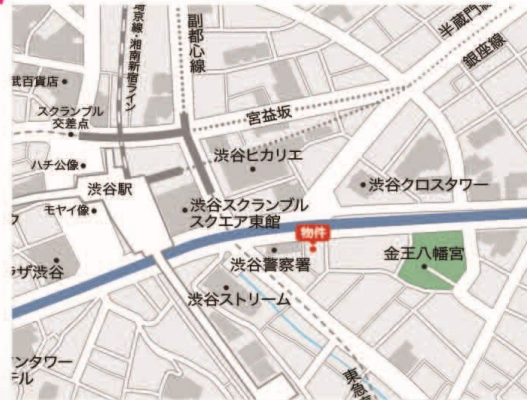 埼京線・湘南新宿ライン
副都心線
半蔵門線
銀座線
武百貨店
スクランブル
交差点
宮益坂
渋谷ヒカリエ
ハチ公像
渋谷駅
渋谷クロスタワー
モヤイ像
渋谷スクランブル
スクエア東館
物件
金王八幡宮
渋谷警察署
ラザ渋谷
渋谷ストリーム
ンタワー
テル
東急